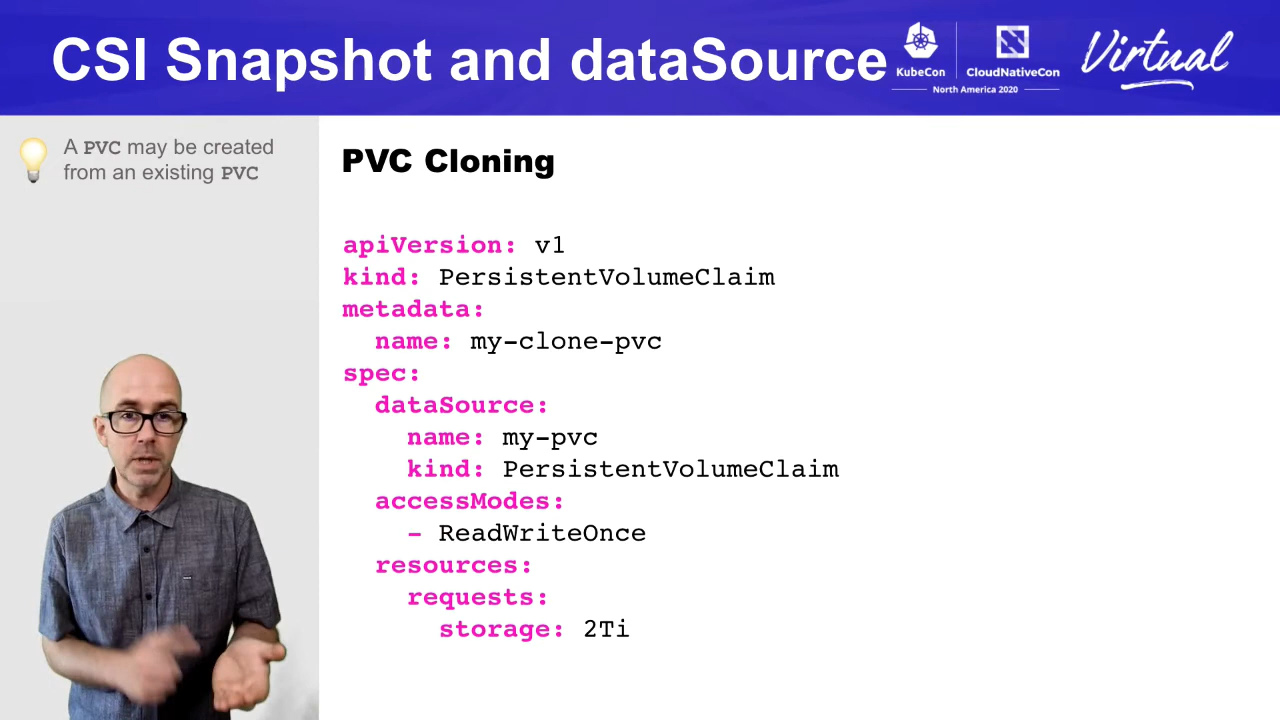 CSI Snapshot and dataSource
KubeCon
CloudNativeCon
North America 2020
Virtual
A PVC may be created
from an existing PVC
PVC Cloning
apiVersion: v1
kind: PersistentVolumeClaim
metadata:
  name: my-clone-pvc
spec:
  dataSource:
    name: my-pvc
    kind: PersistentVolumeClaim
  accessModes:
    - ReadWriteOnce
  resources:
    requests:
      storage: 2Ti